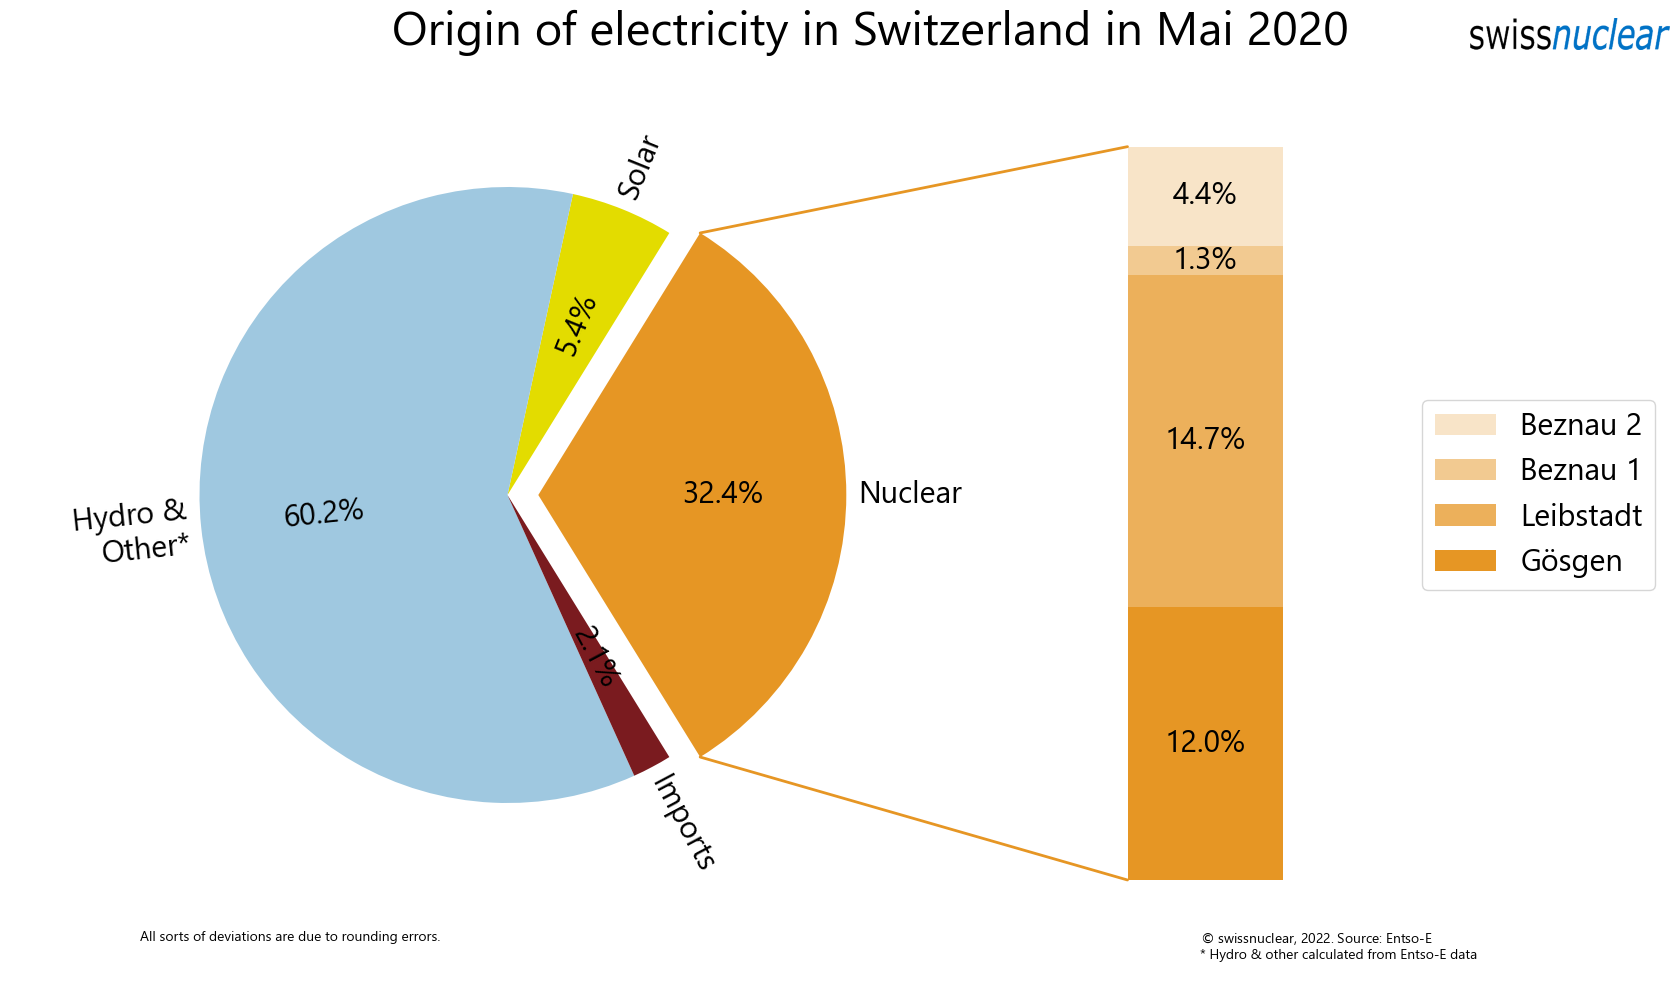 Origin of electricity in Switzerland in Mai 2020
swissnuclear
Solar
5.4%
Hydro &
Other*
60.2%
32.4%
Nuclear
2.1%
Imports
4.4%
1.3%
14.7%
12.0%
Beznau 2
Beznau 1
Leibstadt
Gösgen
All sorts of deviations are due to rounding errors.
© swissnuclear, 2022. Source: Entso-E
* Hydro & other calculated from Entso-E data